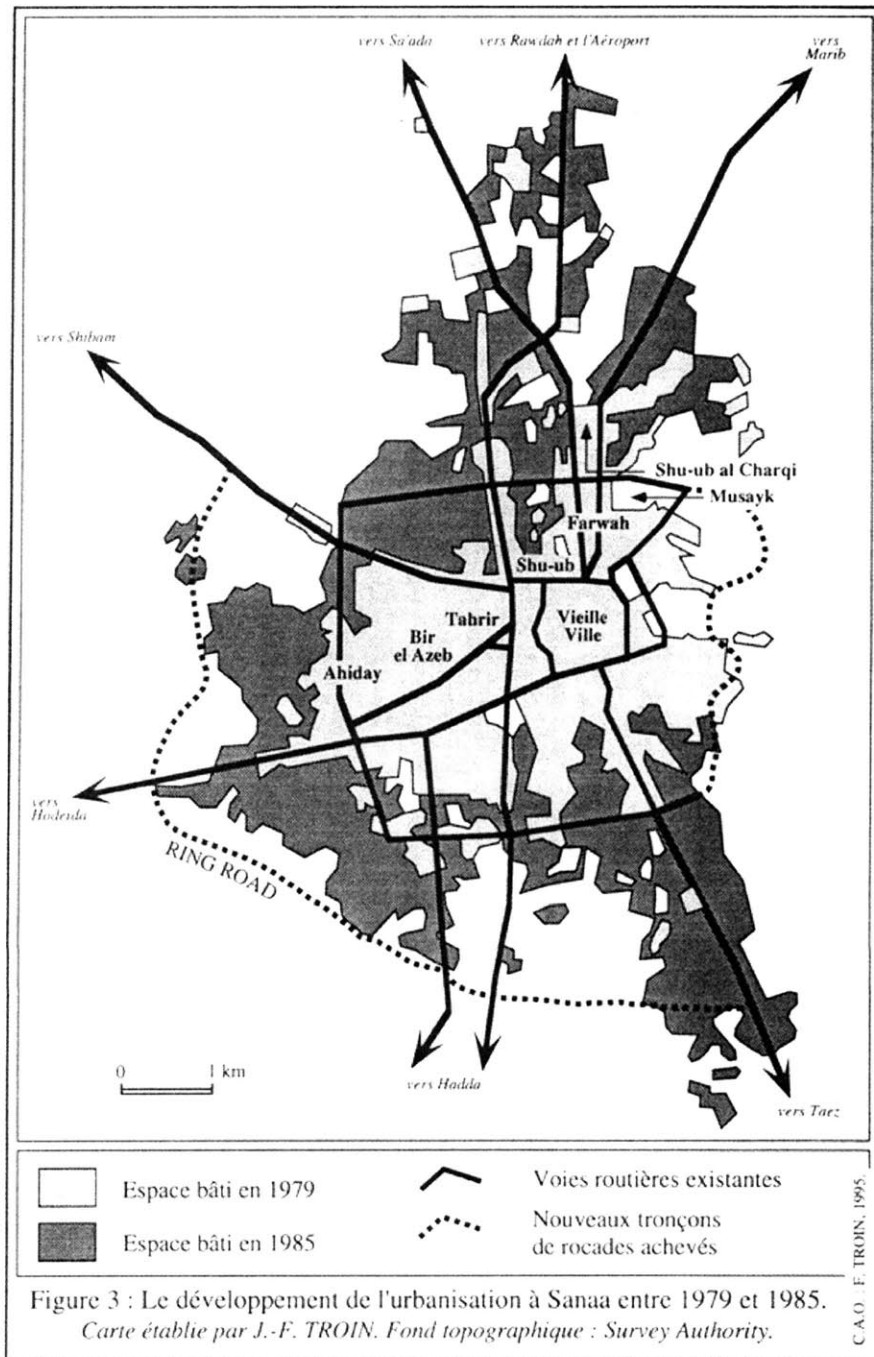 vers Sa'ada
vers Rawdah et l'Aéroport
vers
Marib
vers Shibam
Shu-ub al Charqi
Musayk
Farwah
Shu-ub
Tahrir
Vieille
Ville
Bir
el Azeb
Ahiday
vers
Hodeida
RING ROAD
0 1 km
vers Hadda
vers Taez
Espace bâti en 1979
Voies routières existantes
Espace bâti en 1985
Nouveaux tronçons
de rocades achevés
C.A.O. : F. TROIN, 1995.
Figure 3 : Le développement de l'urbanisation à Sanaa entre 1979 et 1985.
Carte établie par J.-F. TROIN. Fond topographique : Survey Authority.